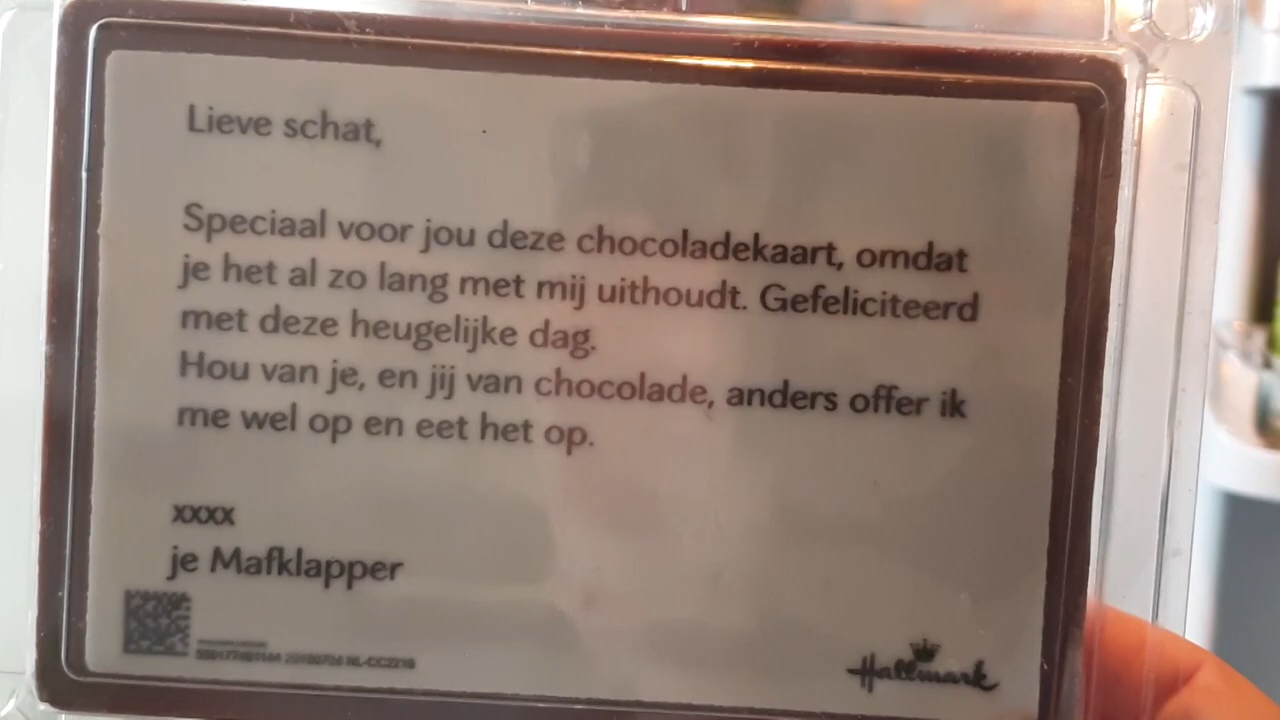 Lieve schat,
Speciaal voor jou deze chocoladekaart, omdat
je het al zo lang met mij uithoudt. Gefeliciteerd
met deze heugelijke dag.
Hou van je, en jij van chocolade, anders offer ik
me wel op en eet het op.
xxxx
je Mafklapper
NL-CC2216
Hallmark